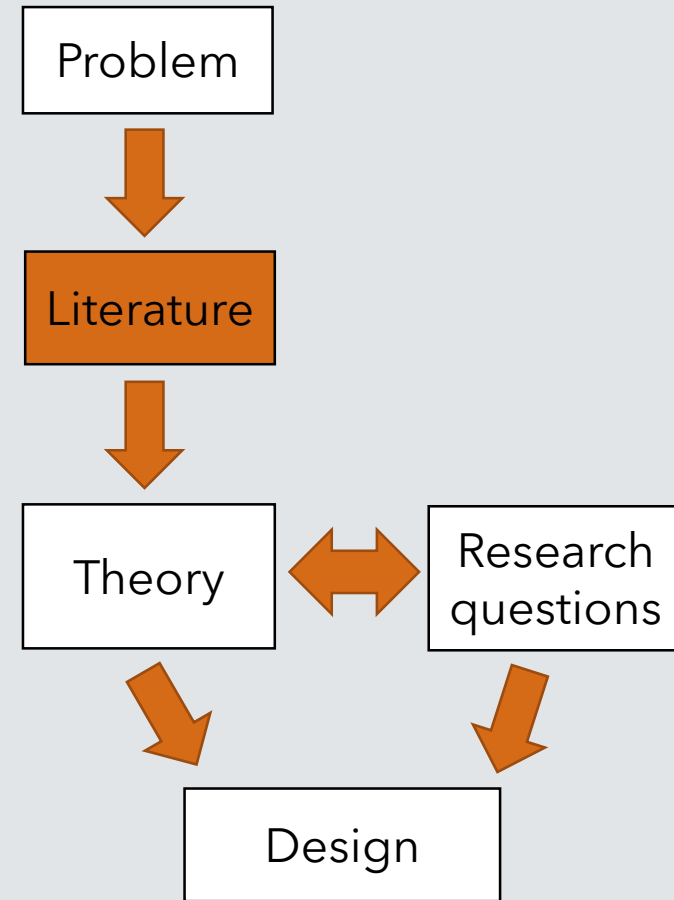 Problem
Literature
Theory
Research
questions
Design